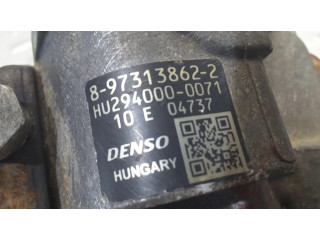 8-97313862-2
HU294000-0071
10 E 04737
DENSO
HUNGARY